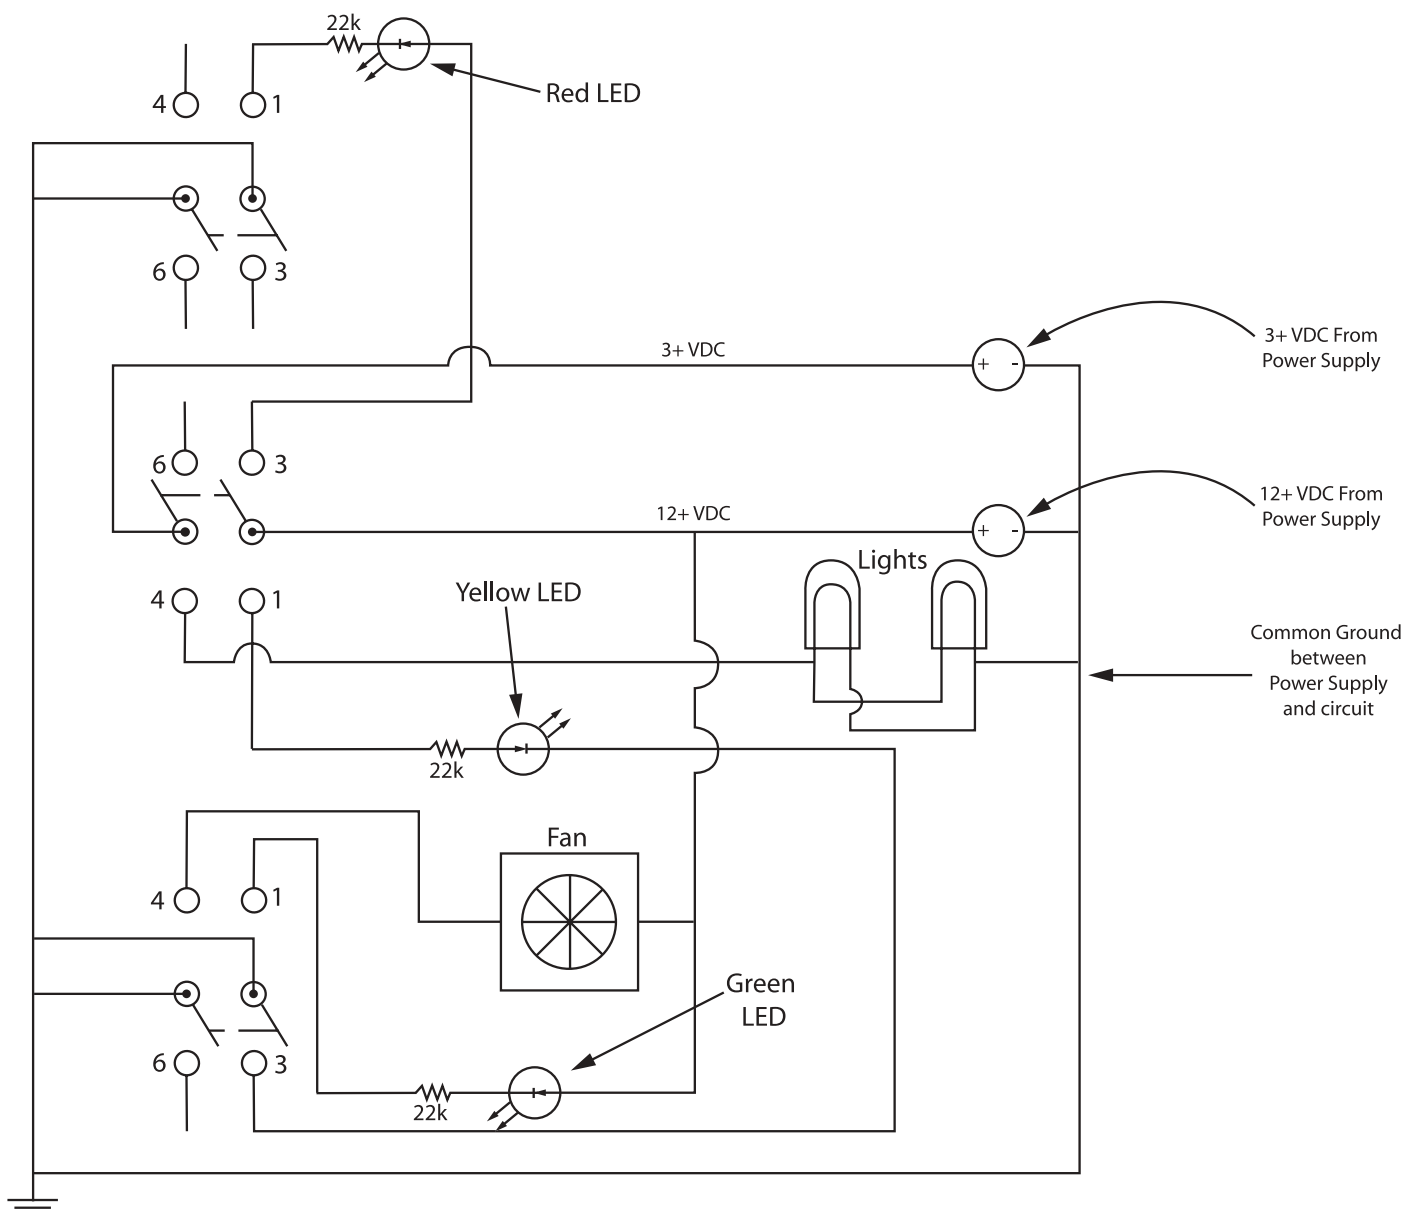 22k
Red LED
4 1
6 3
3+ VDC
+ -
3+ VDC From
Power Supply
6 3
12+ VDC
+ -
12+ VDC From
Power Supply
Lights
4 1
Yellow LED
Common Ground
between
Power Supply
and circuit
22k
Fan
4 1
Green
LED
6 3
22k